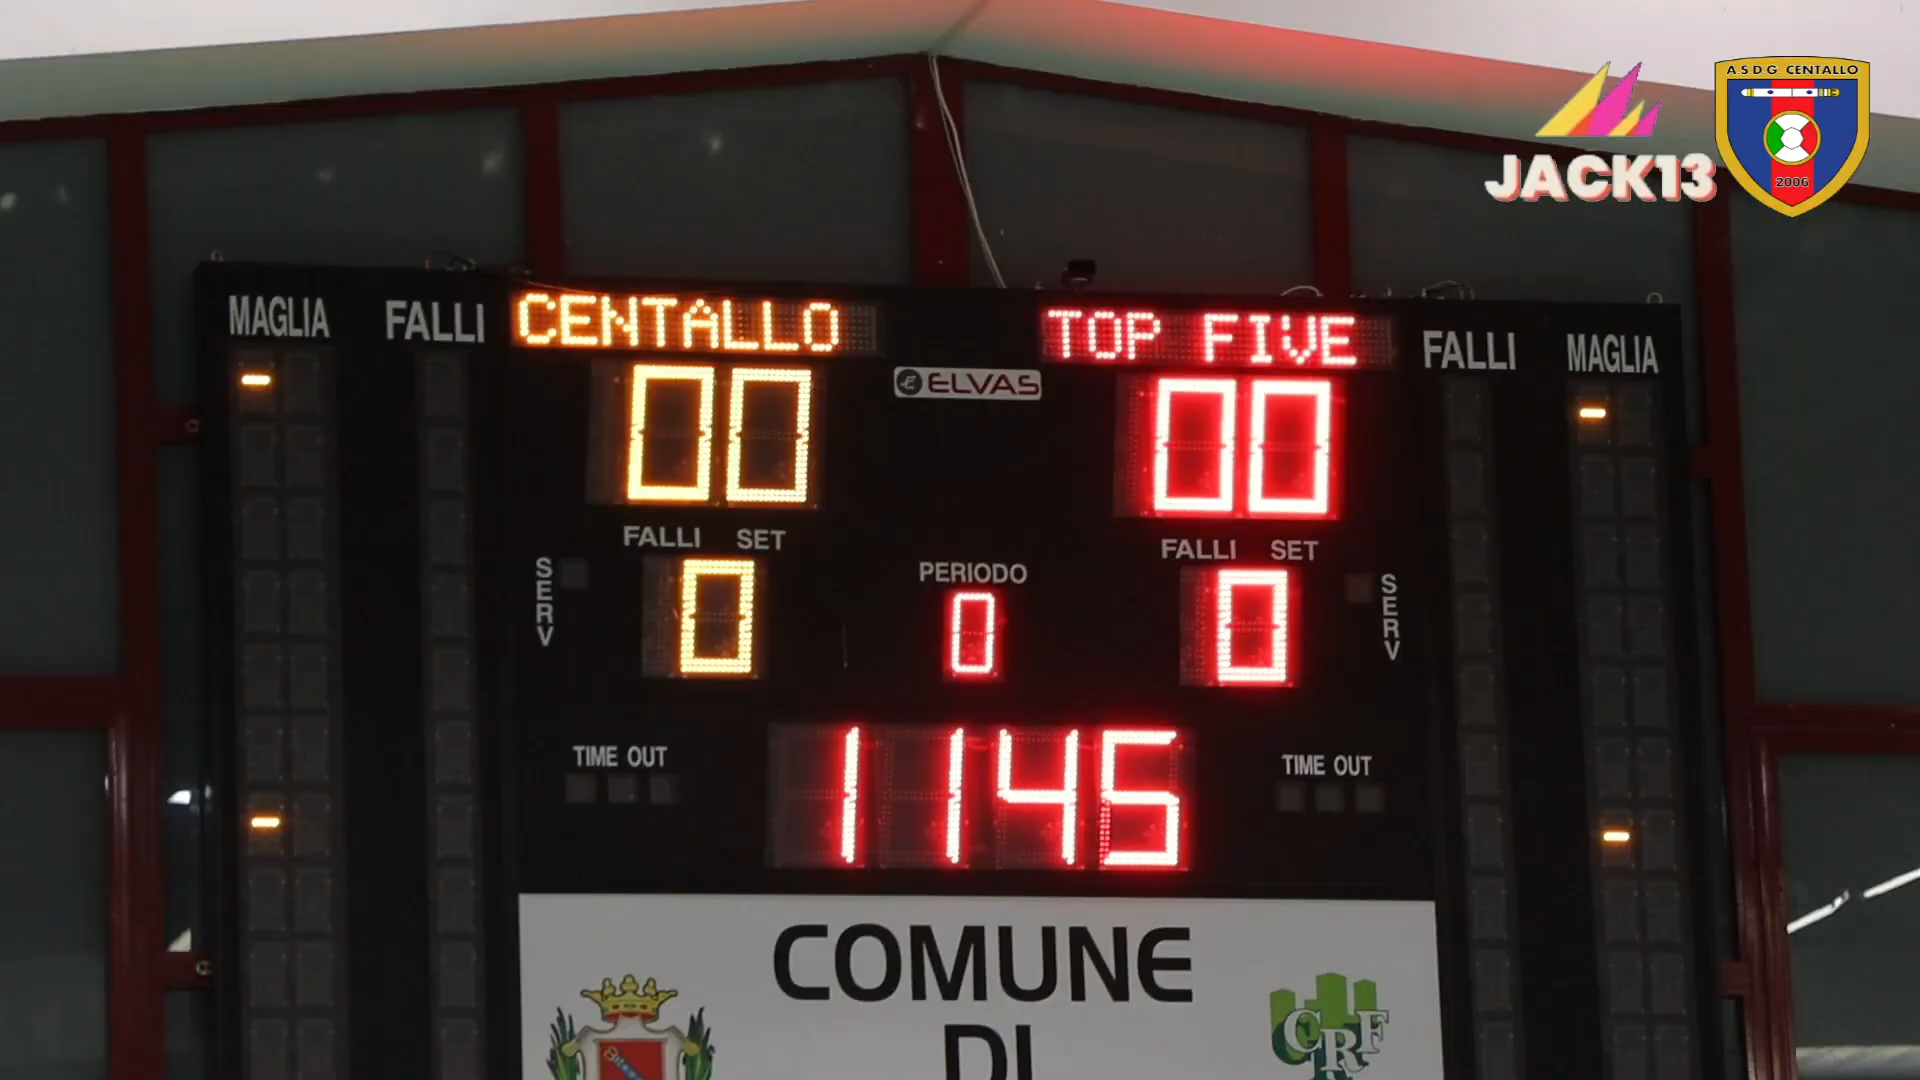 A.S.D G. CENTALLO
2006
JACK13
MAGLIA FALLI CENTALLO TOP FIVE FALLI MAGLIA
ELVAS
00 00
FALLI SET FALLI SET
SERV 0 PERIODO 0 0 SERV
TIME OUT 1145 TIME OUT
COMUNE
DI
CRF